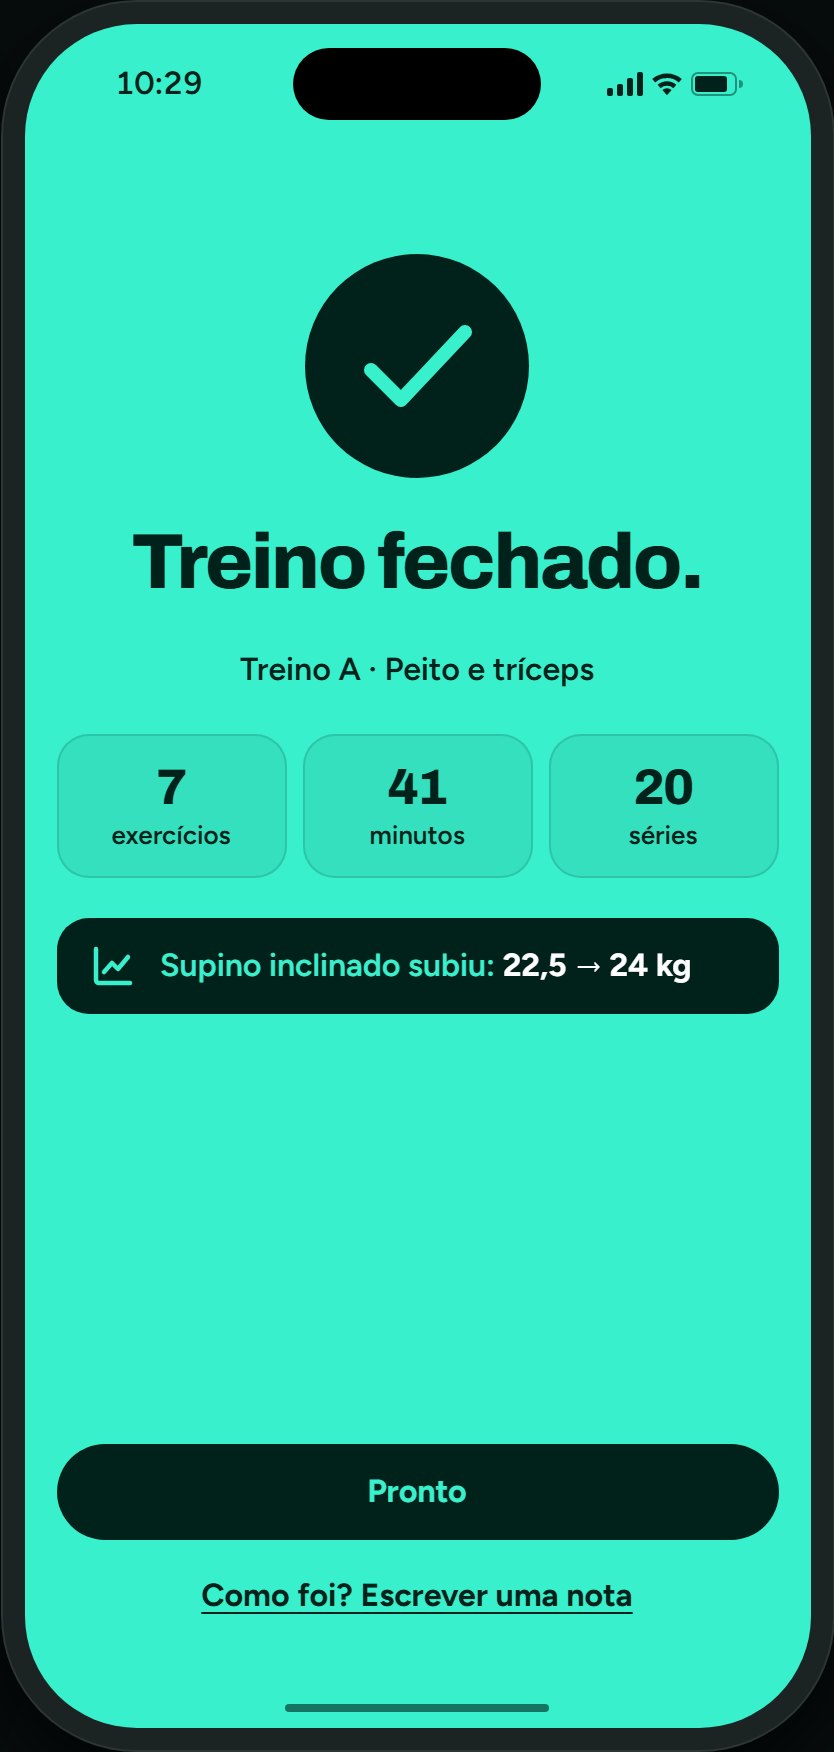 10:29
Treino fechado.
Treino A · Peito e tríceps
7
exercícios
41
minutos
20
séries
Supino inclinado subiu: 22,5 → 24 kg
Pronto
Como foi? Escrever uma nota